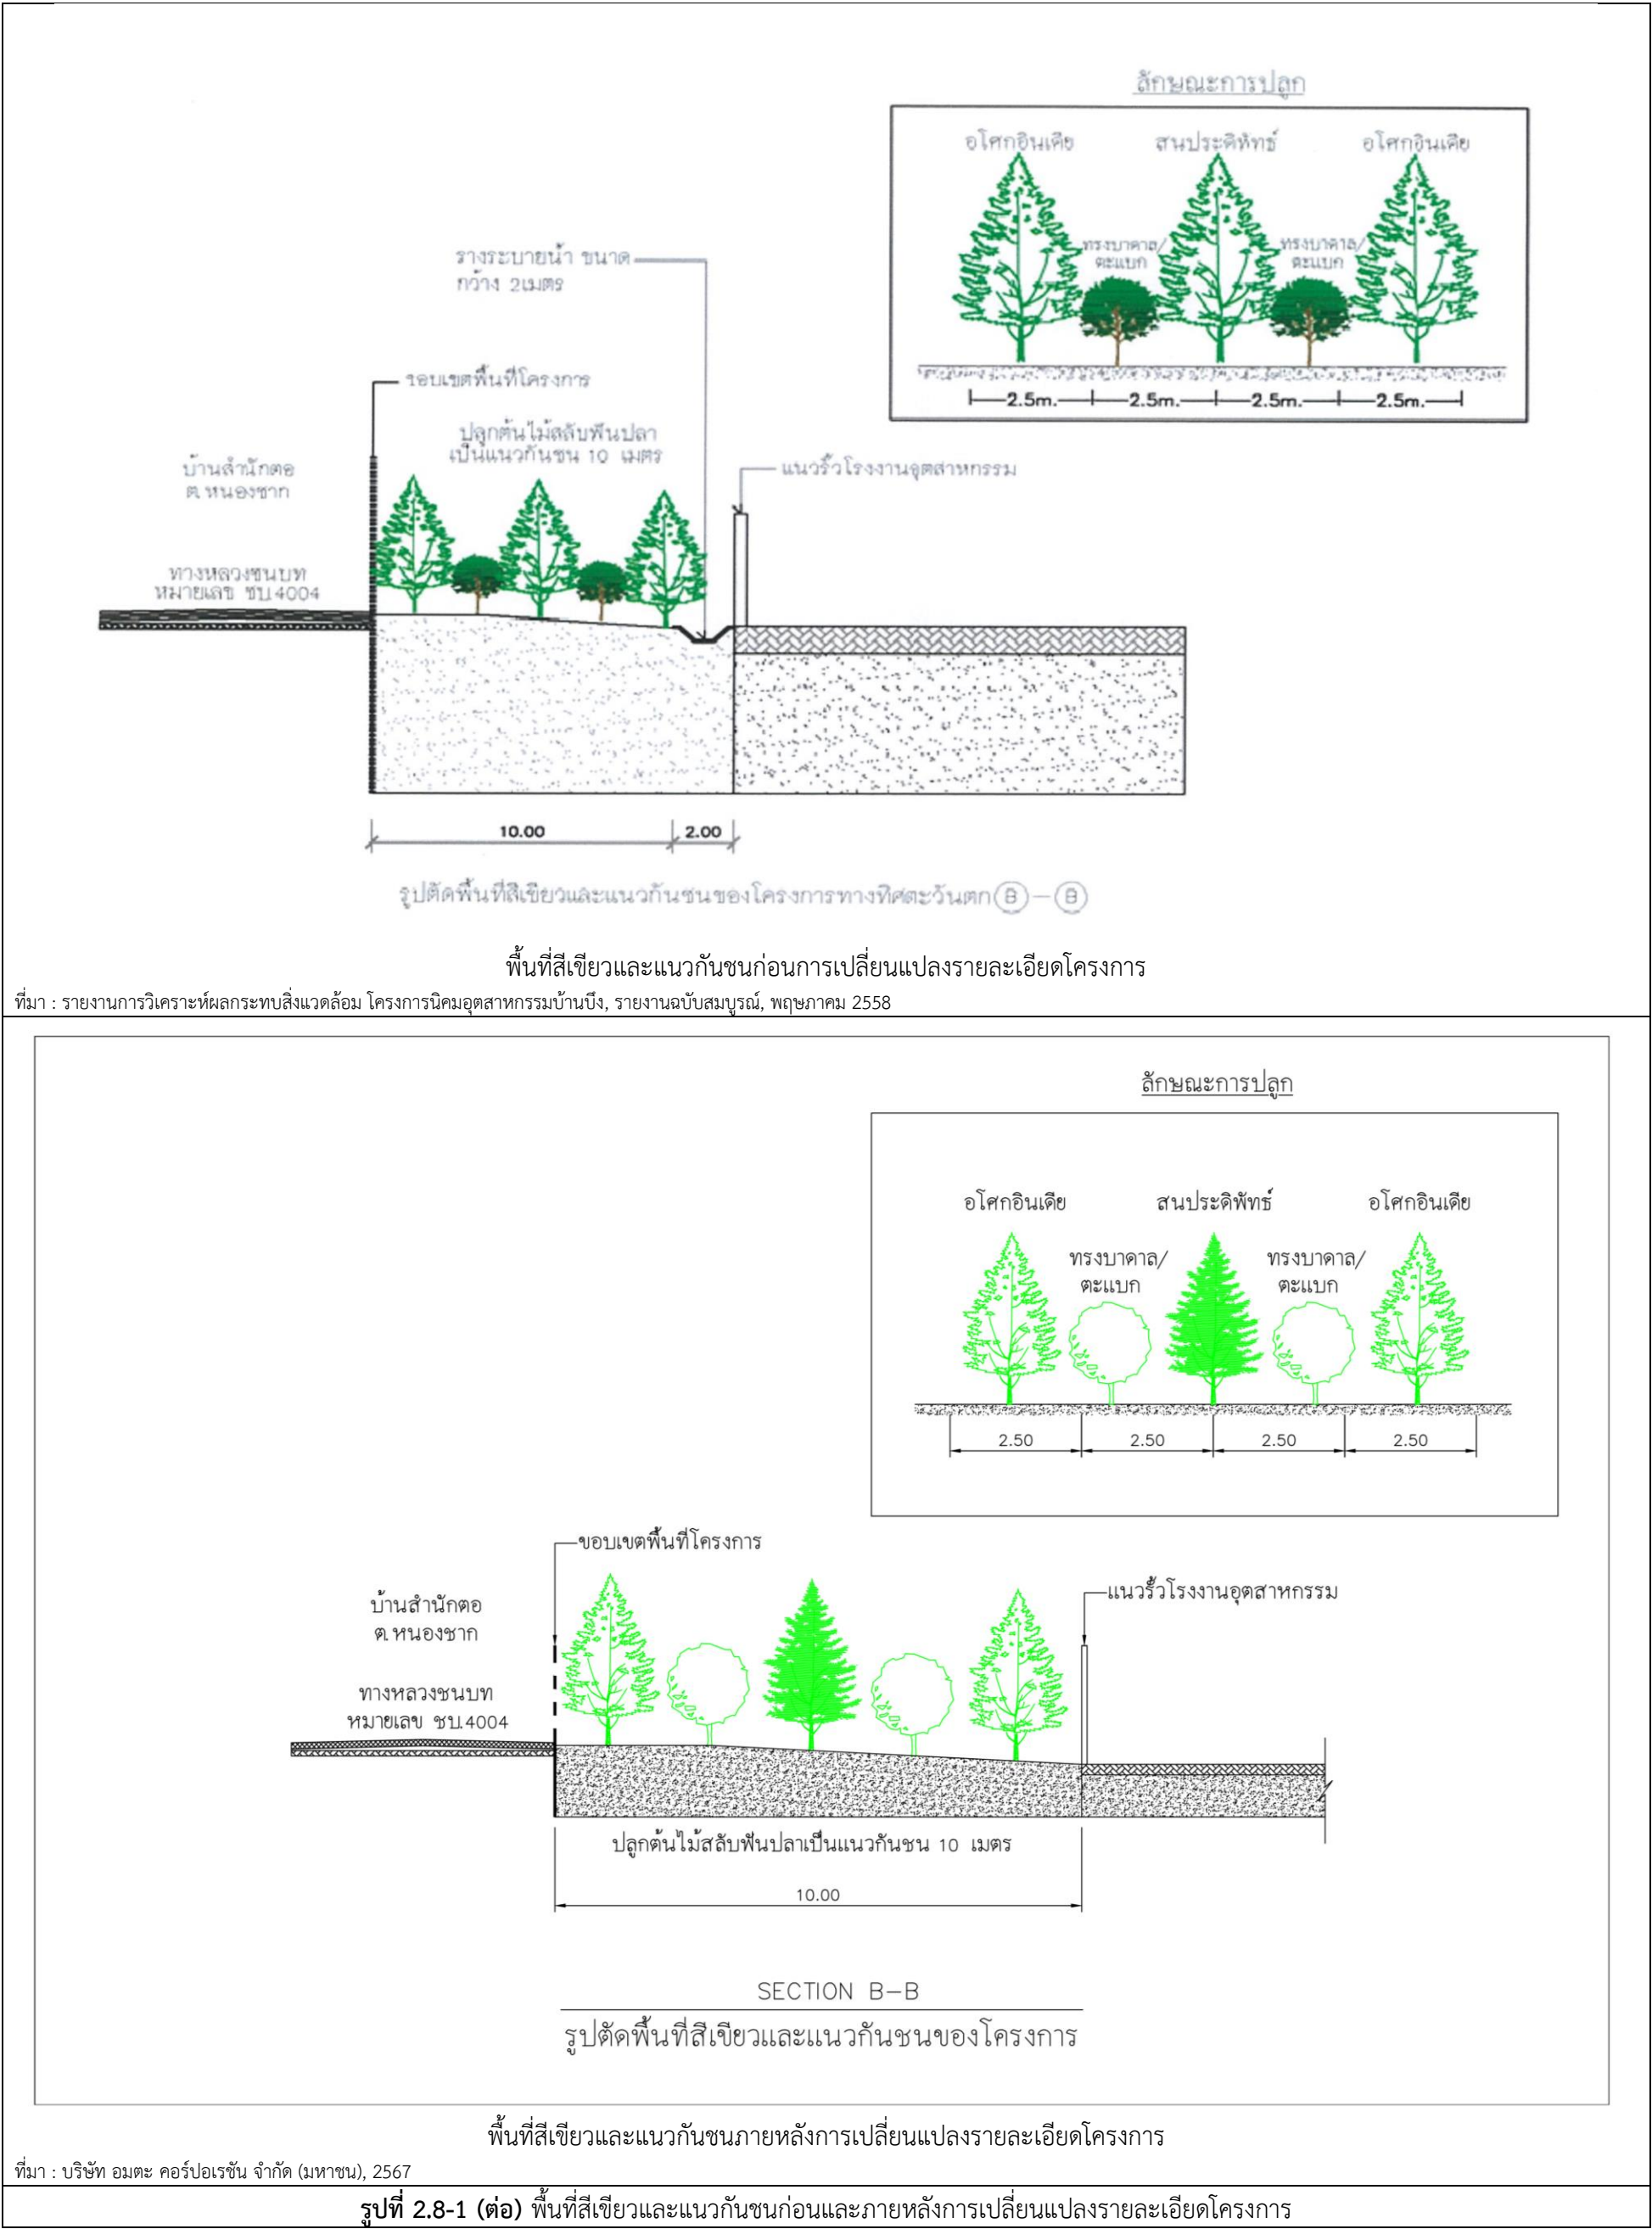 ลักษณะการปลูก
อโศกอินเดีย
สนประดิพัทธ์
อโศกอินเดีย
ทรงบาดาล/
ตะแบก
ทรงบาดาล/
ตะแบก
2.5m.
2.5m.
2.5m.
2.5m.
รางระบายน้ำ ขนาด
กว้าง 2เมตร
ขอบเขตพื้นที่โครงการ
ปลูกต้นไม้สลับฟันปลา
เป็นแนวกันชน 10 เมตร
บ้านสำนักตอ
ต.หนองชาก
แนวรั้วโรงงานอุตสาหกรรม
ทางหลวงชนบท
หมายเลข ชบ.4004
10.00
2.00
รูปตัดพื้นที่สีเขียวและแนวกันชนของโครงการทางทิศตะวันตก B-B
พื้นที่สีเขียวและแนวกันชนก่อนการเปลี่ยนแปลงรายละเอียดโครงการ
ที่มา : รายงานการวิเคราะห์ผลกระทบสิ่งแวดล้อม โครงการนิคมอุตสาหกรรมบ้านบึง, รายงานฉบับสมบูรณ์, พฤษภาคม 2558
ลักษณะการปลูก
อโศกอินเดีย
สนประดิพัทธ์
อโศกอินเดีย
ทรงบาดาล/
ตะแบก
ทรงบาดาล/
ตะแบก
2.50
2.50
2.50
2.50
ขอบเขตพื้นที่โครงการ
แนวรั้วโรงงานอุตสาหกรรม
บ้านสำนักตอ
ต.หนองชาก
ทางหลวงชนบท
หมายเลข ชบ.4004
ปลูกต้นไม้สลับฟันปลาเป็นแนวกันชน 10 เมตร
10.00
SECTION B-B
รูปตัดพื้นที่สีเขียวและแนวกันชนของโครงการ
พื้นที่สีเขียวและแนวกันชนภายหลังการเปลี่ยนแปลงรายละเอียดโครงการ
ที่มา : บริษัท อมตะ คอร์ปอเรชัน จำกัด (มหาชน), 2567
รูปที่ 2.8-1 (ต่อ) พื้นที่สีเขียวและแนวกันชนก่อนและภายหลังการเปลี่ยนแปลงรายละเอียดโครงการ